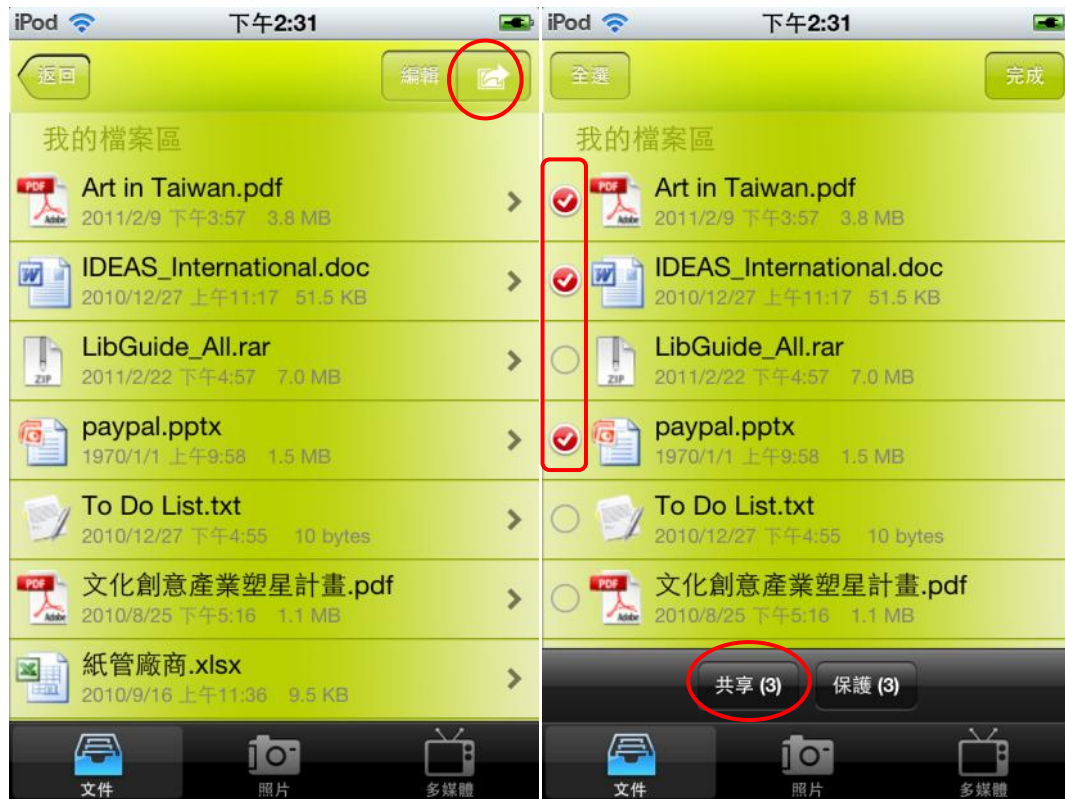 iPod 下午2:31
返回 編輯
我的檔案區
Art in Taiwan.pdf
2011/2/9 下午3:57 3.8 MB
IDEAS_International.doc
2010/12/27 上午11:17 51.5 KB
LibGuide_All.rar
2011/2/22 下午4:57 7.0 MB
paypal.pptx
1970/1/1 上午9:58 1.5 MB
To Do List.txt
2010/12/27 下午4:55 10 bytes
文化創意產業塑星計畫.pdf
2010/8/25 下午5:16 1.1 MB
紙管廠商.xlsx
2010/9/16 上午11:36 9.5 KB
文件 照片 多媒體
iPod 下午2:31
全選 完成
我的檔案區
PDF Adobe Art in Taiwan.pdf
2011/2/9 下午3:57 3.8 MB
IDEAS_International.doc
2010/12/27 上午11:17 51.5 KB
LibGuide_All.rar
2011/2/22 下午4:57 7.0 MB
paypal.pptx
1970/1/1 上午9:58 1.5 MB
To Do List.txt
2010/12/27 下午4:55 10 bytes
文化創意產業塑星計畫.pdf
2010/8/25 下午5:16 1.1 MB
共享 (3) 保護 (3)
文件 照片 多媒體